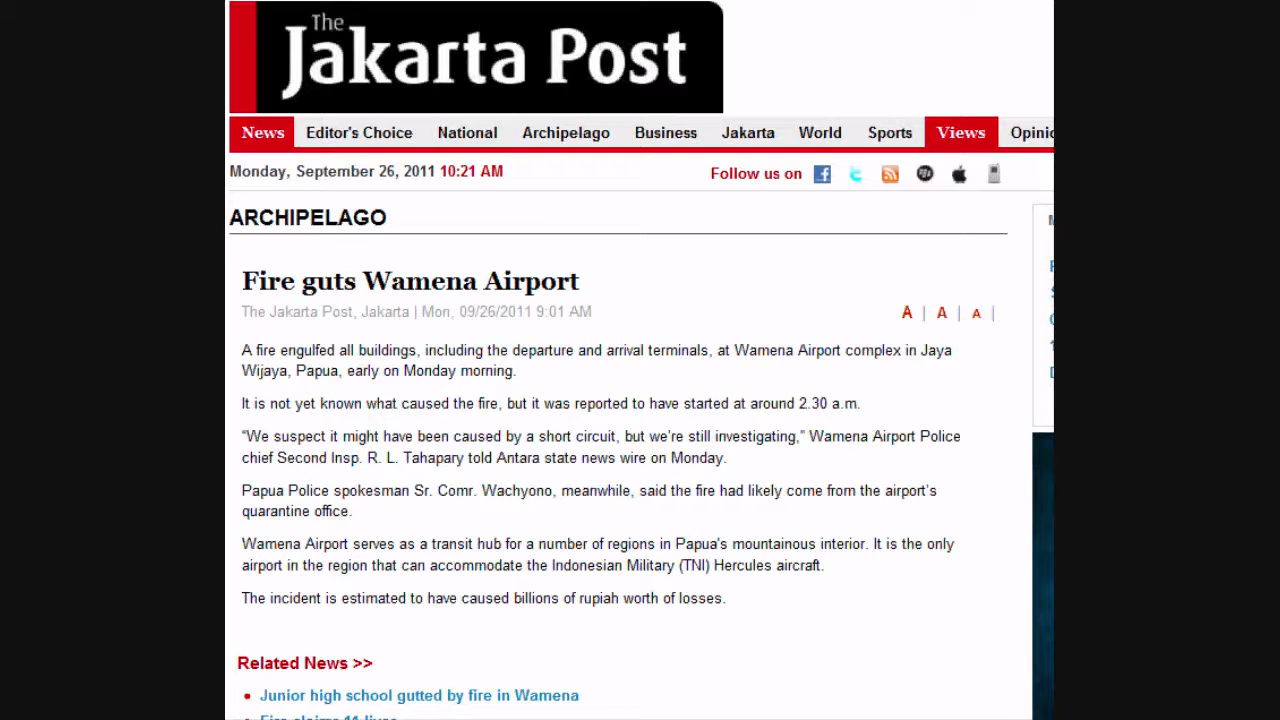 The
Jakarta Post
News Editor's Choice National Archipelago Business Jakarta World Sports Views
Monday, September 26, 2011 10:21 AM
Follow us on
ARCHIPELAGO
Fire guts Wamena Airport
The Jakarta Post, Jakarta | Mon, 09/26/2011 9:01 AM
A | A | A |
A fire engulfed all buildings, including the departure and arrival terminals, at Wamena Airport complex in Jaya
Wijaya, Papua, early on Monday morning.
It is not yet known what caused the fire, but it was reported to have started at around 2.30 a.m.
“We suspect it might have been caused by a short circuit, but we’re still investigating,” Wamena Airport Police
chief Second Insp. R. L. Tahapary told Antara state news wire on Monday.
Papua Police spokesman Sr. Comr. Wachyono, meanwhile, said the fire had likely come from the airport’s
quarantine office.
Wamena Airport serves as a transit hub for a number of regions in Papua's mountainous interior. It is the only
airport in the region that can accommodate the Indonesian Military (TNI) Hercules aircraft.
The incident is estimated to have caused billions of rupiah worth of losses.
Related News >>
Junior high school gutted by fire in Wamena
Fire claims 11 lives